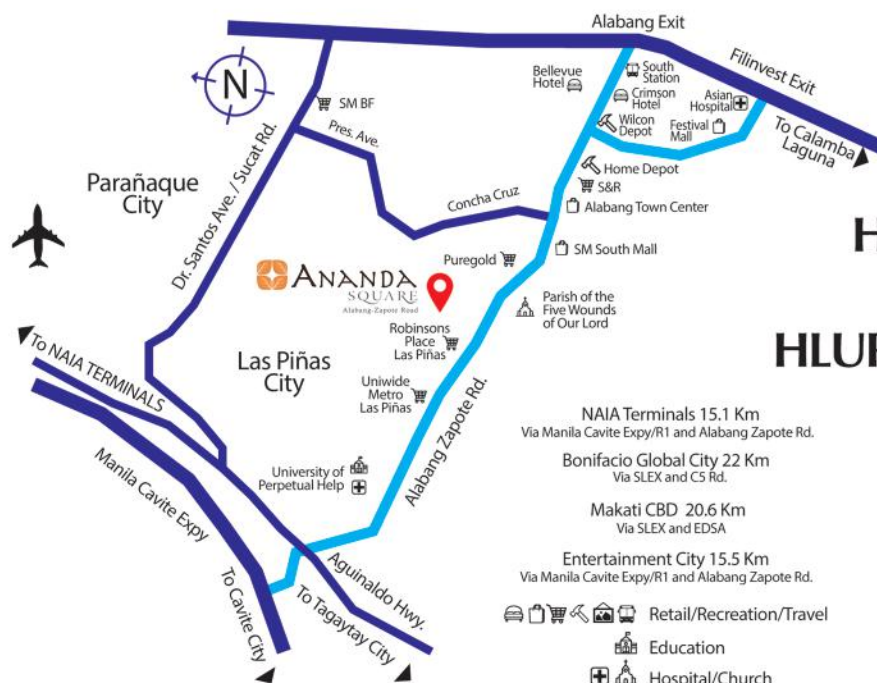 Alabang Exit
Filinvest Exit
To Calamba
Laguna
N
SM BF
Pres. Ave.
Bellevue
Hotel
South
Station
Crimson
Hotel
Asian
Hospital
Wilcon
Depot
Festival
Mall
Home Depot
S&R
Alabang Town Center
Concha Cruz
Parañaque
City
Dr. Santos Ave. / Sucat Rd.
SM South Mall
Puregold
ANANDA
SQUARE
Alabang-Zapote Road
Parish of the
Five Wounds
of Our Lord
Robinsons
Place
Las Piñas
Las Piñas
City
Uniwide
Metro
Las Piñas
To NAIA TERMINALS
Manila Cavite Expy
Alabang Zapote Rd.
University of
Perpetual Help
To Cavite City
To Tagaytay City
Aguinaldo Hwy.
H
HLU
NAIA Terminals 15.1 Km
Via Manila Cavite Expy/R1 and Alabang Zapote Rd.
Bonifacio Global City 22 Km
Via SLEX and C5 Rd.
Makati CBD 20.6 Km
Via SLEX and EDSA
Entertainment City 15.5 Km
Via Manila Cavite Expy/R1 and Alabang Zapote Rd.
Retail/Recreation/Travel
Education
Hospital/Church